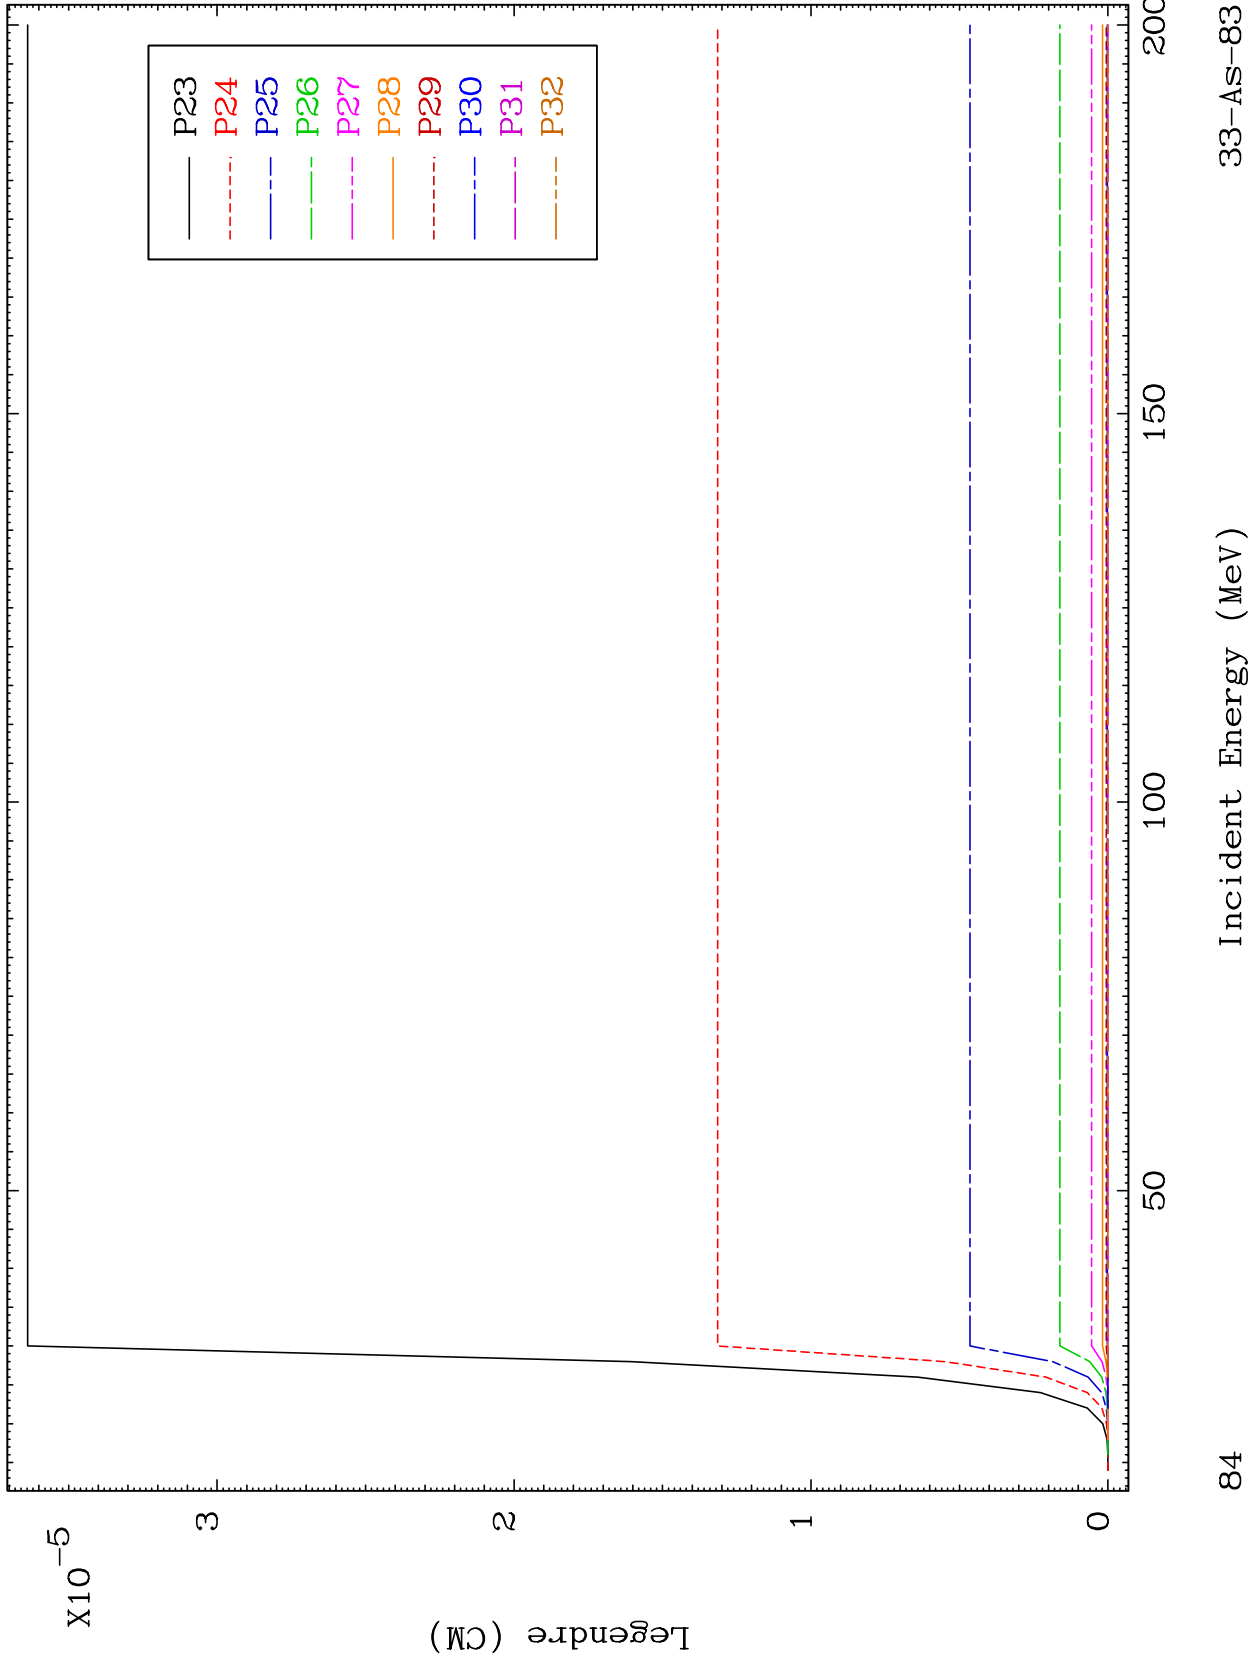 X10-5
3
2
1
0
Legendre (CM)
P23
P24
P25
P26
P27
P28
P29
P30
P31
P32
50
100
150
200
Incident Energy (MeV)
84
33-As-83